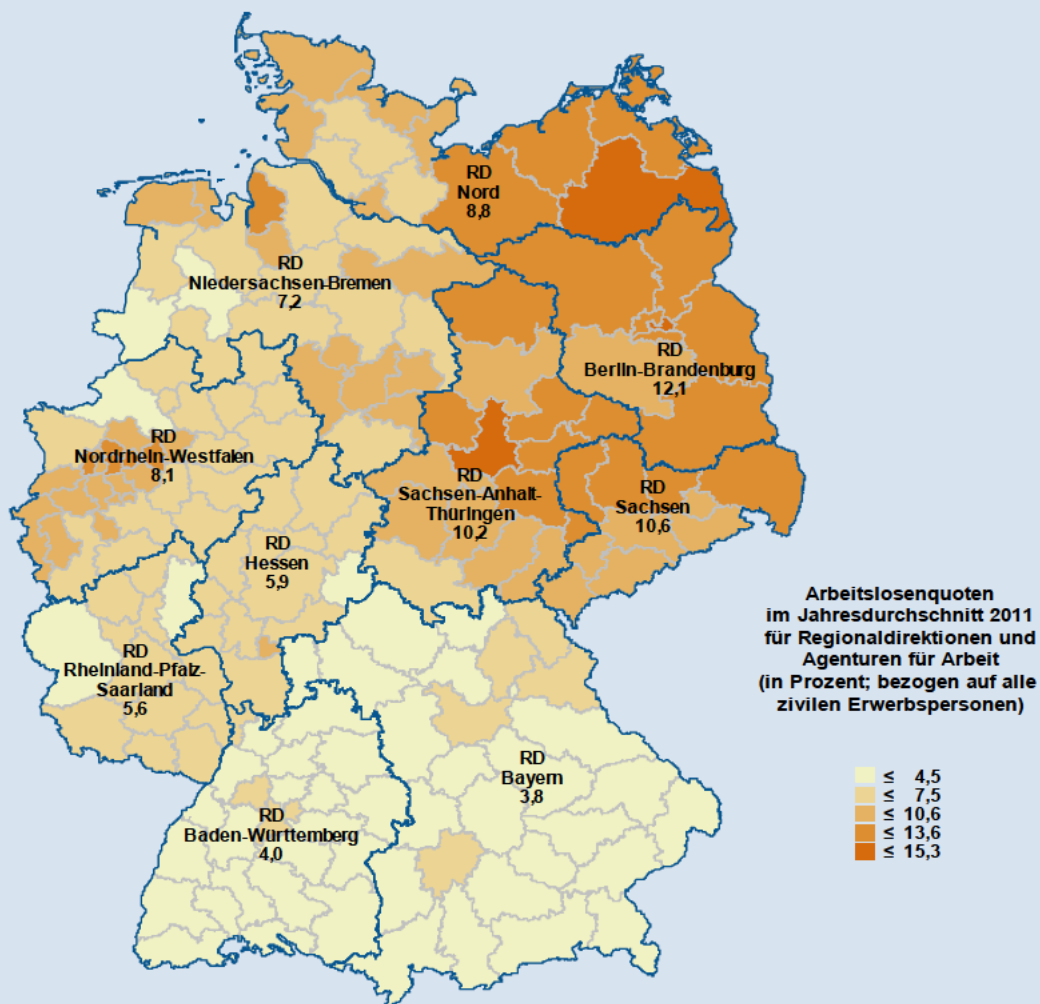 RD
Nord
8,8
RD
Niedersachsen-Bremen
7,2
RD
Berlin-Brandenburg
12,1
RD
Nordrhein-Westfalen
8,1
RD
Sachsen-Anhalt-
Thüringen
10,2
RD
Sachsen
10,6
RD
Hessen
5,9
RD
Rheinland-Pfalz-
Saarland
5,6
RD
Bayern
3,8
RD
Baden-Württemberg
4,0
Arbeitslosenquoten
im Jahresdurchschnitt 2011
für Regionaldirektionen und
Agenturen für Arbeit
(in Prozent; bezogen auf alle
zivilen Erwerbspersonen)
≤ 4,5
≤ 7,5
≤ 10,6
≤ 13,6
≤ 15,3